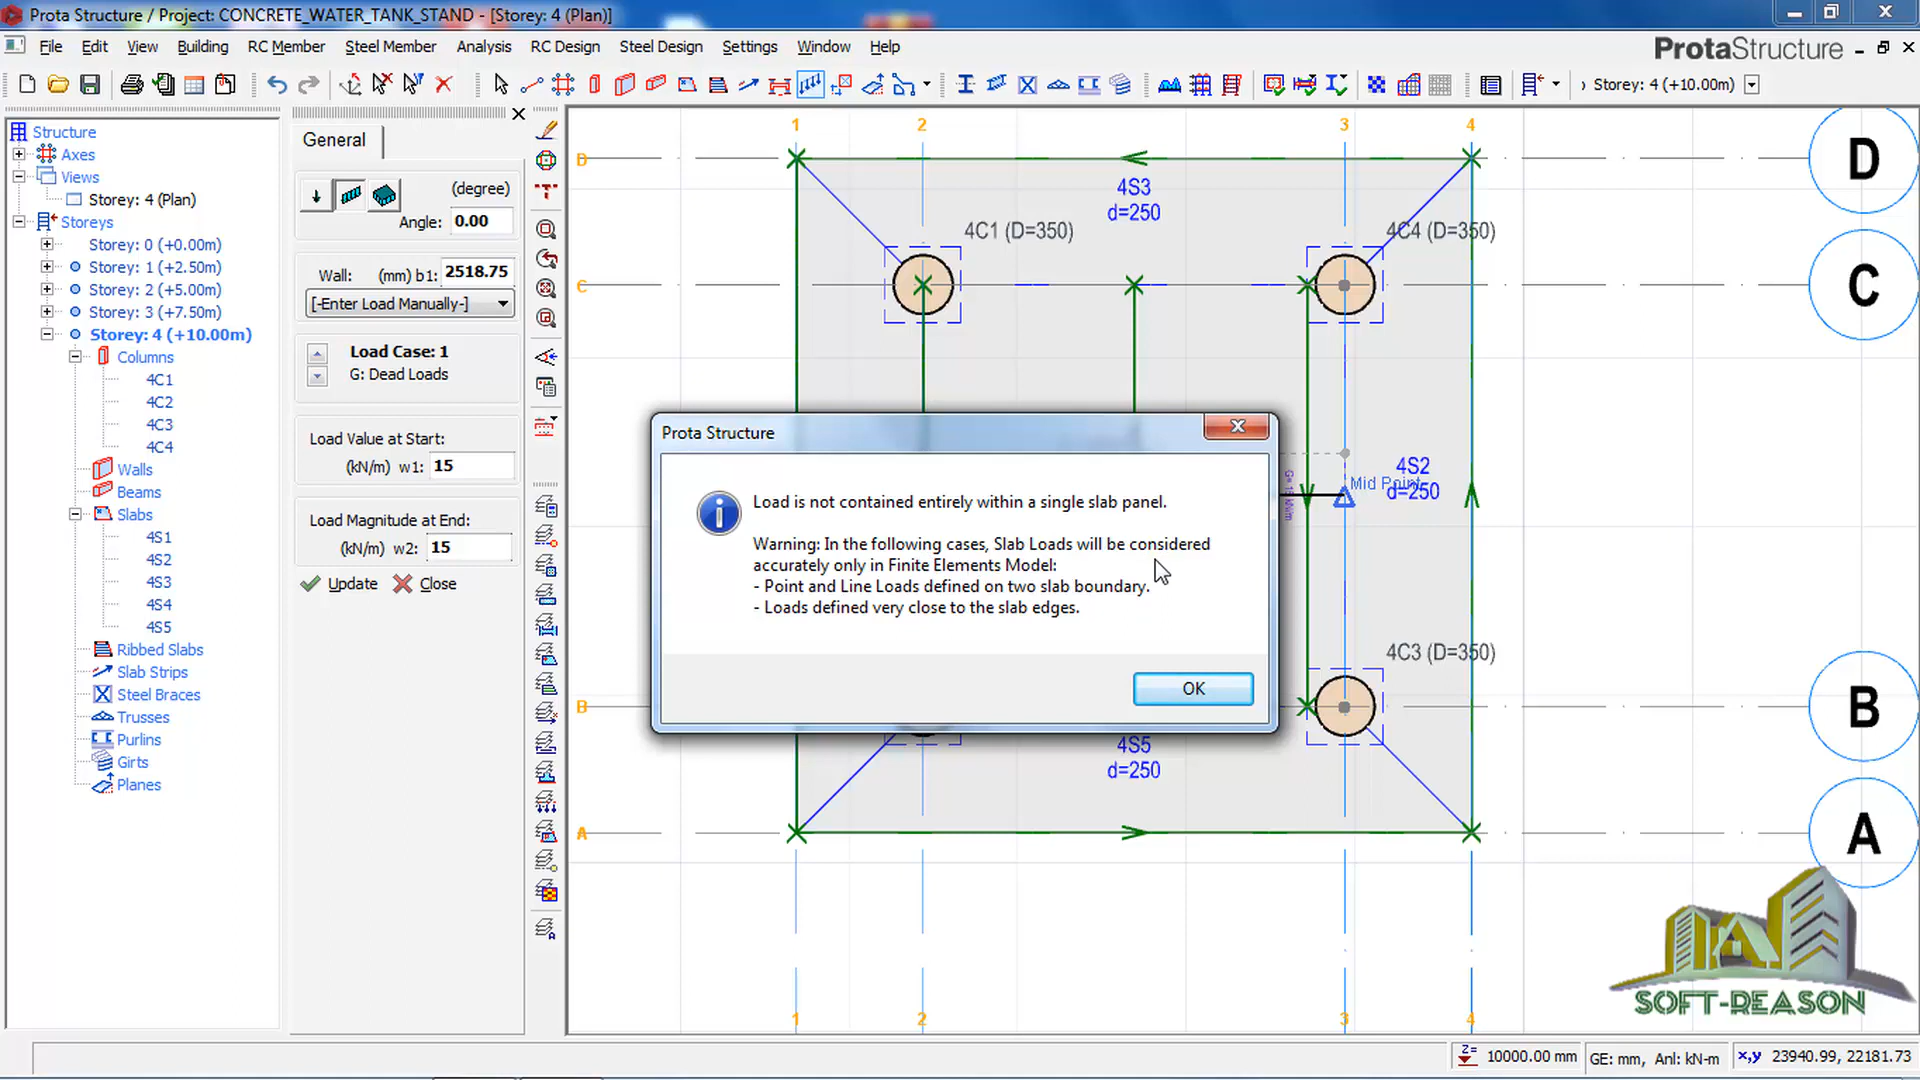 Prota Structure / Project: CONCRETE_WATER_TANK_STAND - [Storey: 4 (Plan)]
File Edit View Building RC Member Steel Member Analysis RC Design Steel Design Settings Window Help
ProtaStructure
Storey: 4 (+10.00m)
Structure
Axes
Views
Storey: 4 (Plan)
Storeys
Storey: 0 (+0.00m)
Storey: 1 (+2.50m)
Storey: 2 (+5.00m)
Storey: 3 (+7.50m)
Storey: 4 (+10.00m)
Columns
4C1
4C2
4C3
4C4
Walls
Beams
Slabs
4S1
4S2
4S3
4S4
4S5
Ribbed Slabs
Slab Strips
Steel Braces
Trusses
Purlins
Girts
Planes
General
(degree)
Angle: 0.00
Wall: (mm) b1: 2518.75
[-Enter Load Manually-]
Load Case: 1
G: Dead Loads
Load Value at Start:
(kN/m) w1: 15
Load Magnitude at End:
(kN/m) w2: 15
Update Close
1 2 3 4
D
4S3
d=250
D
4C1 (D=350)
4C4 (D=350)
C
C
4S2
d=250
Mid Point
4C3 (D=350)
B
B
4S5
d=250
A
A
1 2 3 4
Prota Structure
Load is not contained entirely within a single slab panel.
Warning: In the following cases, Slab Loads will be considered
accurately only in Finite Elements Model:
- Point and Line Loads defined on two slab boundary.
- Loads defined very close to the slab edges.
OK
SOFT-REASON
Z= 10000.00 mm GE: mm, Anl: kN-m x,y 23940.99, 22181.73